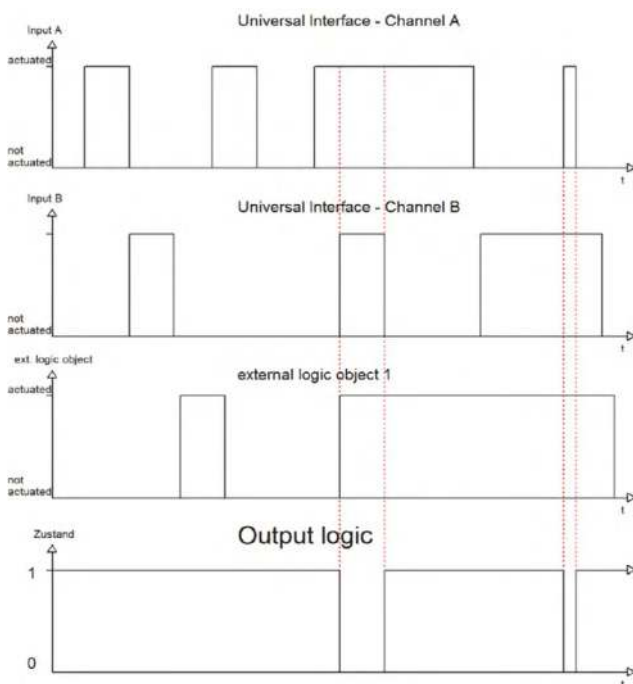 Universal Interface - Channel A
Input A
actuated
not
actuated
t
Input B
Universal Interface - Channel B
not
actuated
t
ext. logic object
external logic object 1
actuated
not
actuated
t
Zustand
Output logic
1
0
t